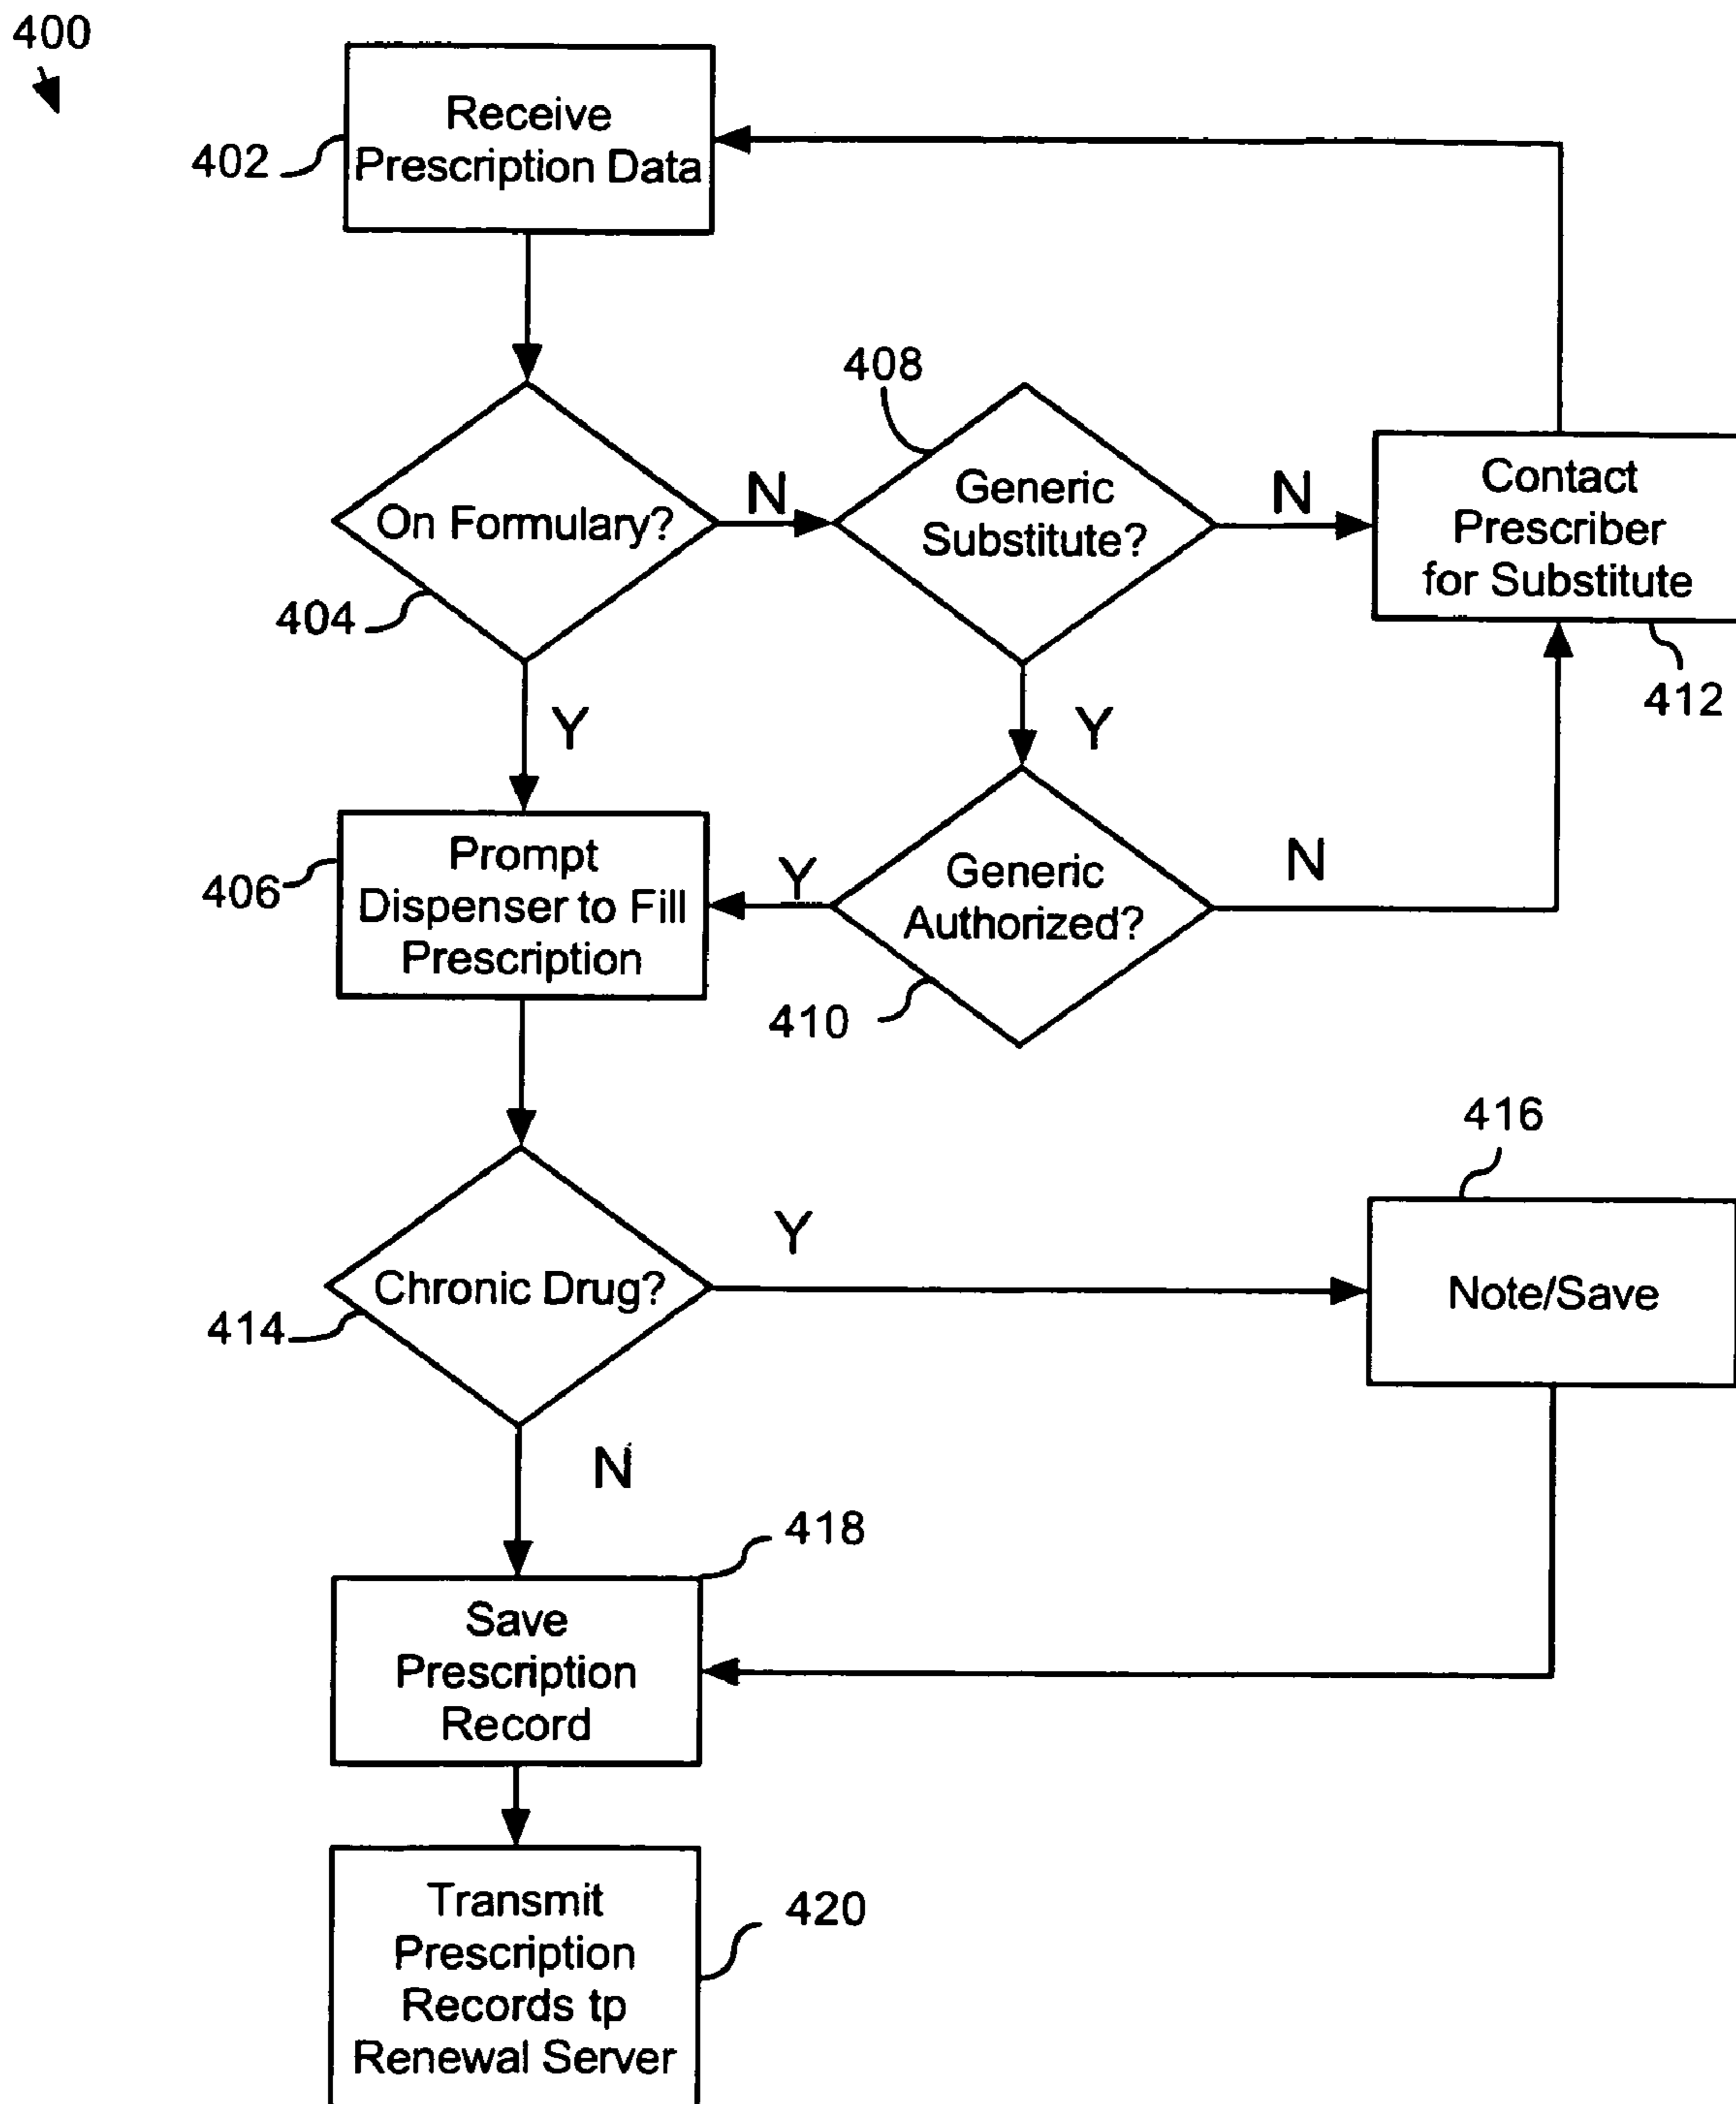 400
Receive
Prescription Data
402
408
On Formulary?
N
Generic
Substitute?
N
Contact
Prescriber
for Substitute
404
412
Y
Y
Prompt
Dispenser to Fill
Prescription
406
Y
Generic
Authorized?
N
410
416
Chronic Drug?
Y
Note/Save
414
N
418
Save
Prescription
Record
Transmit
Prescription
Records tp
Renewal Server
420